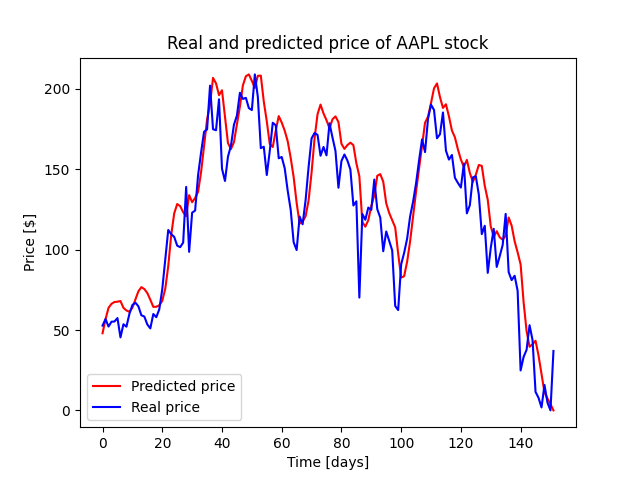 Real and predicted price of AAPL stock
Price [$]
200
150
100
50
0
Predicted price
Real price
0 20 40 60 80 100 120 140
Time [days]